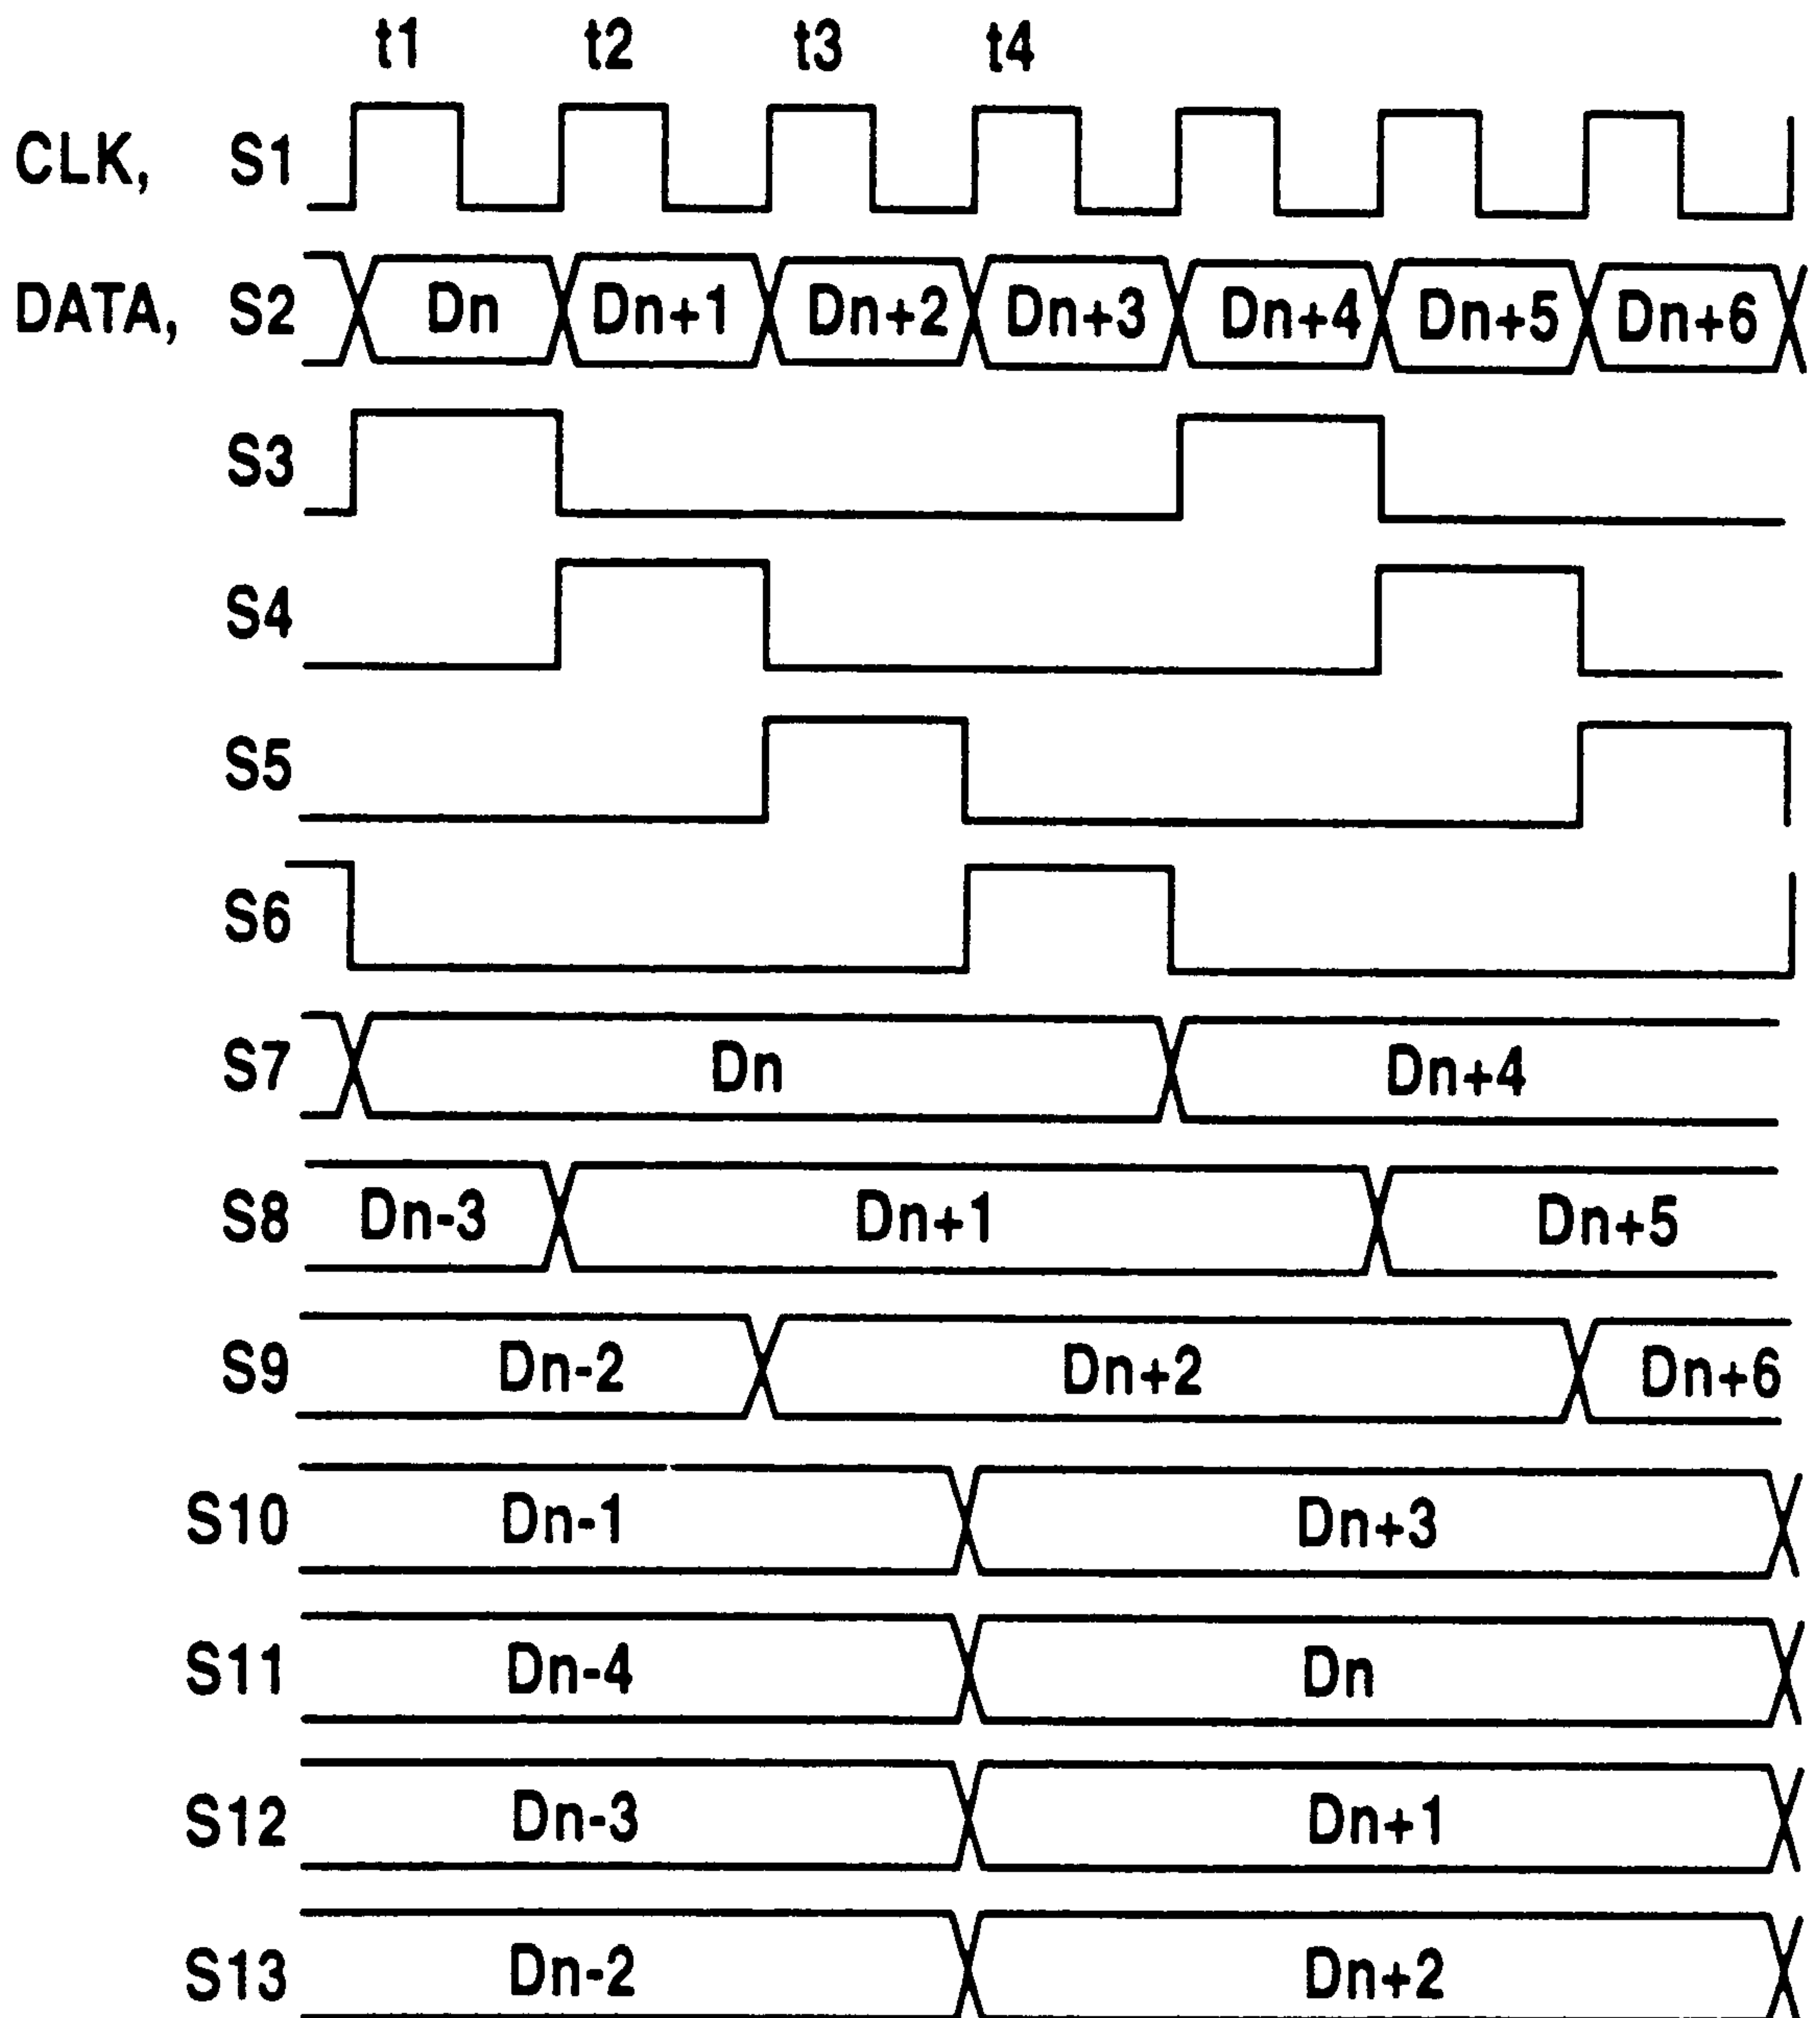 t1 t2 t3 t4
CLK, S1
DATA, S2 Dn Dn+1 Dn+2 Dn+3 Dn+4 Dn+5 Dn+6
S3
S4
S5
S6
S7 Dn Dn+4
S8 Dn-3 Dn+1 Dn+5
S9 Dn-2 Dn+2 Dn+6
S10 Dn-1 Dn+3
S11 Dn-4 Dn
S12 Dn-3 Dn+1
S13 Dn-2 Dn+2